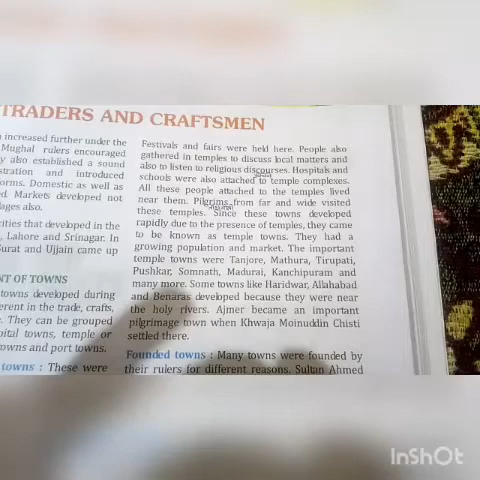 TRADERS AND CRAFTSMEN
increased further under the
Mughal rulers encouraged
also established a sound
and introduced
Domestic as well as
Markets developed not
also.
cities that developed in the
, Lahore and Srinagar. In
Surat and Ujjain came up
OF TOWNS
towns developed during
in the trade, crafts,
They can be grouped
towns, temple or
towns and port towns.
towns : These were
Festivals and fairs were held here. People also
gathered in temples to discuss local matters and
also to listen to religious discourses. Hospitals and
schools were also attached to temple complexes.
All these people attached to the temples lived
near them. Pilgrims from far and wide visited
these temples. Since these towns developed
rapidly due to the presence of temples, they came
to be known as temple towns. They had a
growing population and market. The important
temple towns were Tanjore, Mathura, Tirupati,
Pushkar, Somnath, Madurai, Kanchipuram and
many more. Some towns like Haridwar, Allahabad
and Benaras developed because they were near
the holy rivers. Ajmer became an important
pilgrimage town when Khwaja Moinuddin Chisti
settled there.
Founded towns : Many towns were founded by
their rulers for different reasons. Sultan Ahmed
InShOt